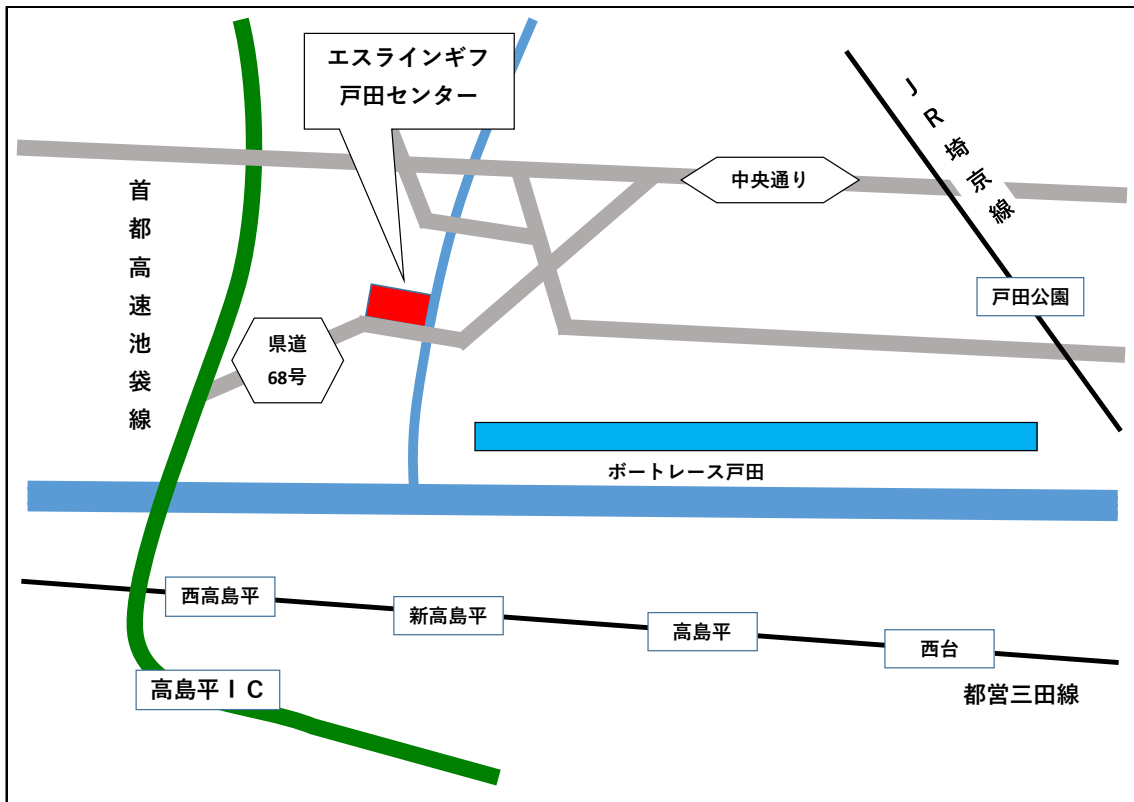 エスラインギフ
戸田センター
JR埼京線
中央通り
首都高速池袋線
戸田公園
県道
68号
ボートレース戸田
西高島平
新高島平
高島平
西台
高島平ＩＣ
都営三田線